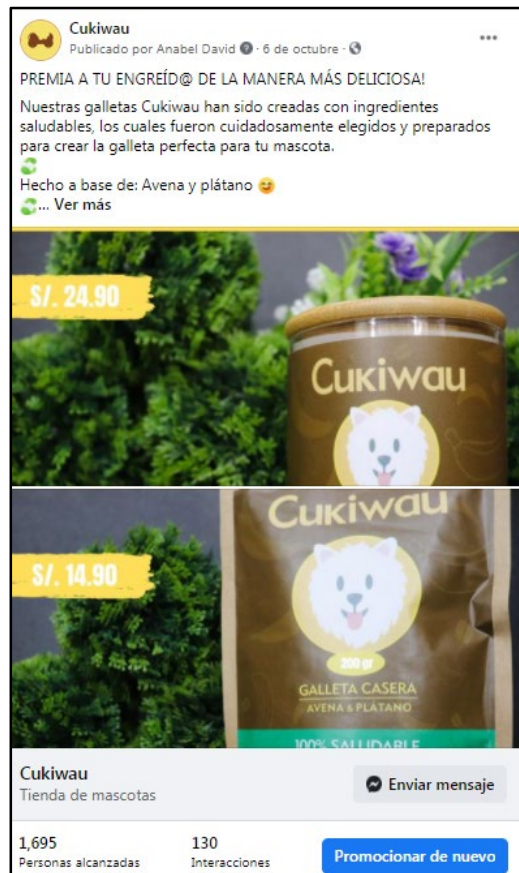 Cukiwau
Publicado por Anabel David · 6 de octubre ·
PREMIA A TU ENGREÍD@ DE LA MANERA MÁS DELICIOSA!
Nuestras galletas Cukiwau han sido creadas con ingredientes
saludables, los cuales fueron cuidadosamente elegidos y preparados
para crear la galleta perfecta para tu mascota.
Hecho a base de: Avena y plátano 😊
... Ver más
S/. 24.90
CUKIWAU
CUKIWAU
S/. 14.90
200 gr
GALLETA CASERA
AVENA & PLÁTANO
100% SALUDABLE
Cukiwau
Tienda de mascotas
Enviar mensaje
1,695
Personas alcanzadas
130
Interacciones
Promocionar de nuevo